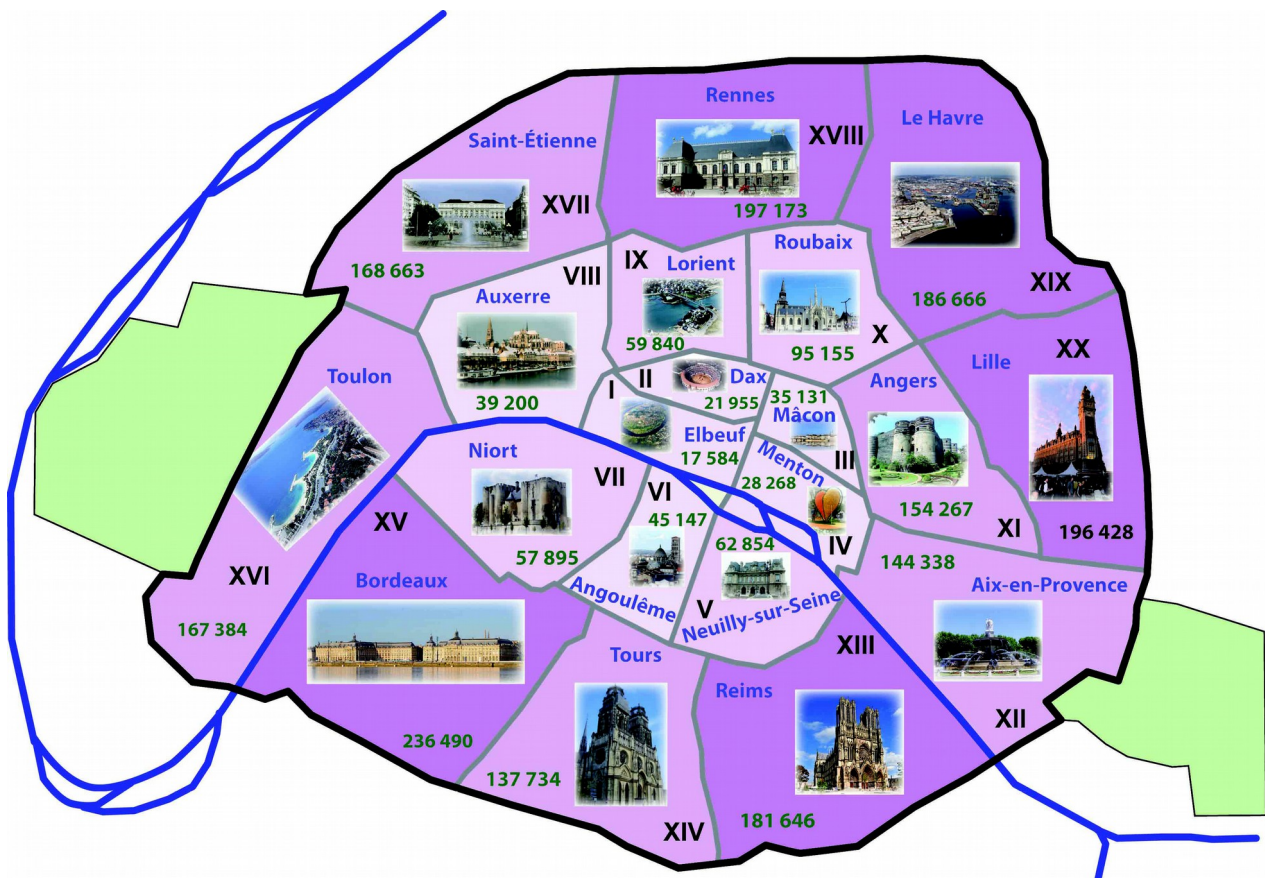 Rennes
XVIII
197 173
Le Havre
XIX
186 666
Saint-Étienne
XVII
168 663
VIII
Auxerre
39 200
IX
Lorient
59 840
Roubaix
X
95 155
Lille
XX
196 428
Angers
XI
154 267
Toulon
XVI
167 384
I
Elbeuf
17 584
II
Dax
21 955
35 131
Mâcon
III
Menton
28 268
IV
Niort
VII
57 895
VI
45 147
Angoulême
62 854
V
Neuilly-sur-Seine
XV
Bordeaux
236 490
Tours
137 734
XIV
XIII
Reims
181 646
144 338
Aix-en-Provence
XII